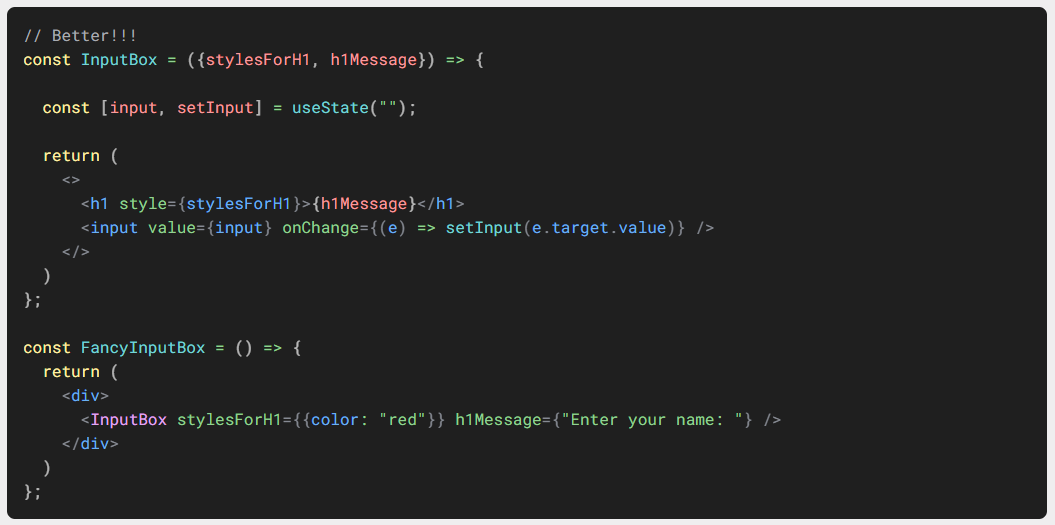 // Better!!!
const InputBox = ({stylesForH1, h1Message}) => {
const [input, setInput] = useState("");
return (
<>
<h1 style={stylesForH1}>{h1Message}</h1>
<input value={input} onChange={(e) => setInput(e.target.value)} />
</>
)
};
const FancyInputBox = () => {
return (
<div>
<InputBox stylesForH1={{color: "red"}} h1Message={"Enter your name: "} />
</div>
)
};